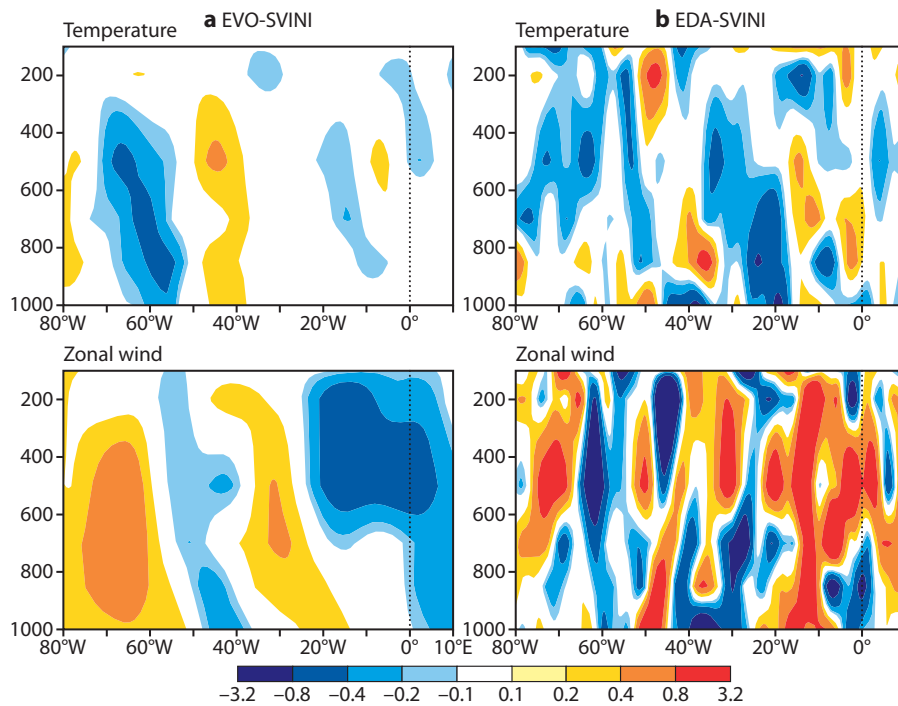 a EVO-SVINI
b EDA-SVINI
Temperature
Temperature
200
400
600
800
1000
80°W 60°W 40°W 20°W 0°
200
400
600
800
1000
80°W 60°W 40°W 20°W 0°
Zonal wind
Zonal wind
200
400
600
800
1000
80°W 60°W 40°W 20°W 0° 10°E
200
400
600
800
1000
80°W 60°W 40°W 20°W 0°
−3.2 −0.8 −0.4 −0.2 −0.1 0.1 0.2 0.4 0.8 3.2